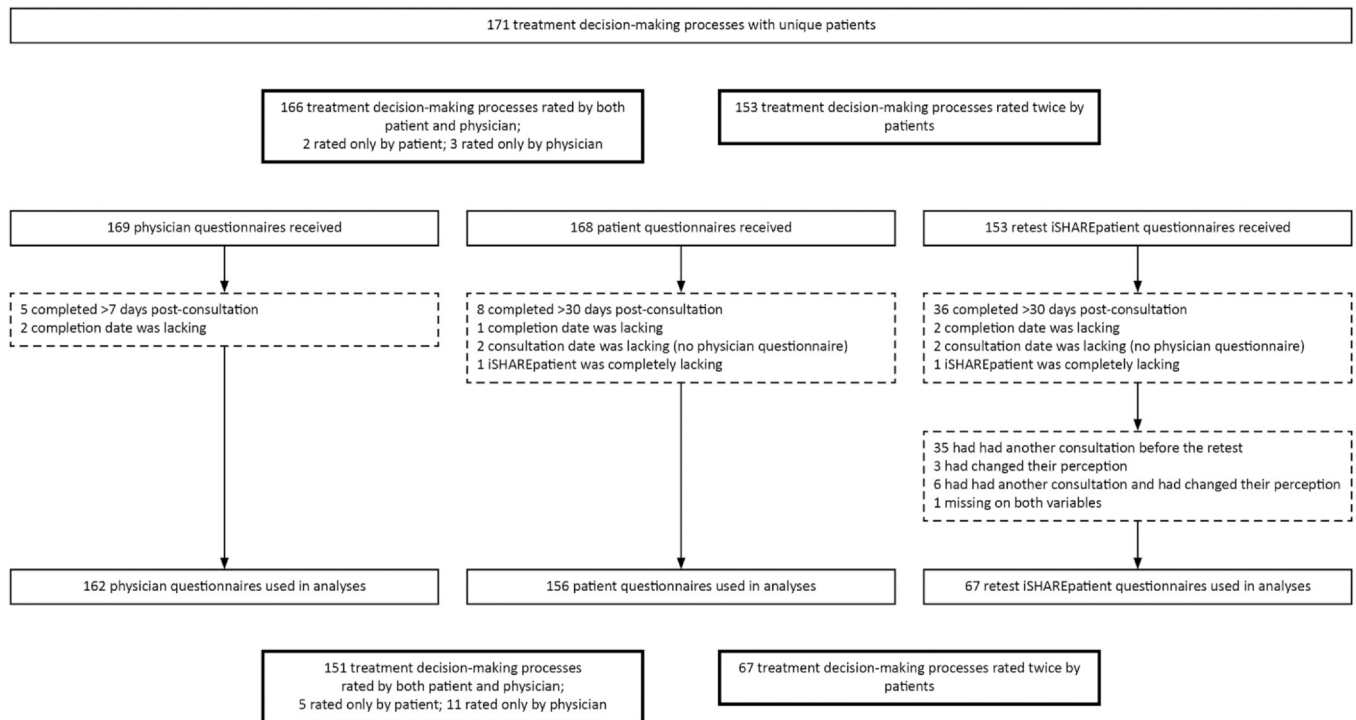 171 treatment decision-making processes with unique patients
166 treatment decision-making processes rated by both
patient and physician;
2 rated only by patient; 3 rated only by physician
153 treatment decision-making processes rated twice by
patients
169 physician questionnaires received
168 patient questionnaires received
153 retest iSHAREpatient questionnaires received
5 completed >7 days post-consultation
2 completion date was lacking
8 completed >30 days post-consultation
1 completion date was lacking
2 consultation date was lacking (no physician questionnaire)
1 iSHAREpatient was completely lacking
36 completed >30 days post-consultation
2 completion date was lacking
2 consultation date was lacking (no physician questionnaire)
1 iSHAREpatient was completely lacking
35 had had another consultation before the retest
3 had changed their perception
6 had had another consultation and had changed their perception
1 missing on both variables
162 physician questionnaires used in analyses
156 patient questionnaires used in analyses
67 retest iSHAREpatient questionnaires used in analyses
151 treatment decision-making processes
rated by both patient and physician;
5 rated only by patient; 11 rated only by physician
67 treatment decision-making processes rated twice by
patients